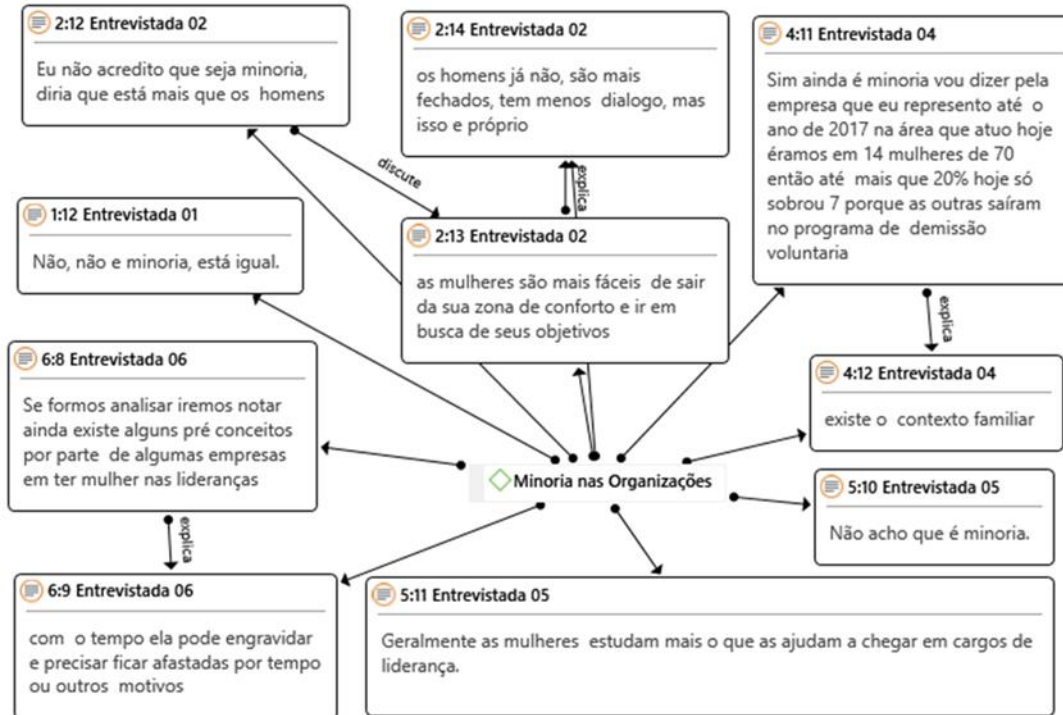 2:12 Entrevistada 02
Eu não acredito que seja minoria,
diria que está mais que os homens
2:14 Entrevistada 02
os homens já não, são mais
fechados, tem menos dialogo, mas
isso e próprio
4:11 Entrevistada 04
Sim ainda é minoria vou dizer pela
empresa que eu represento até o
ano de 2017 na área que atuo hoje
éramos em 14 mulheres de 70
então até mais que 20% hoje só
sobrou 7 porque as outras saíram
no programa de demissão
voluntaria
discute
explica
1:12 Entrevistada 01
Não, não e minoria, está igual.
2:13 Entrevistada 02
as mulheres são mais fáceis de sair
da sua zona de conforto e ir em
busca de seus objetivos
explica
6:8 Entrevistada 06
Se formos analisar iremos notar
ainda existe alguns pré conceitos
por parte de algumas empresas
em ter mulher nas lideranças
4:12 Entrevistada 04
existe o contexto familiar
Minoria nas Organizações
5:10 Entrevistada 05
Não acho que é minoria.
explica
6:9 Entrevistada 06
com o tempo ela pode engravidar
e precisar ficar afastadas por tempo
ou outros motivos
5:11 Entrevistada 05
Geralmente as mulheres estudam mais o que as ajudam a chegar em cargos de
liderança.